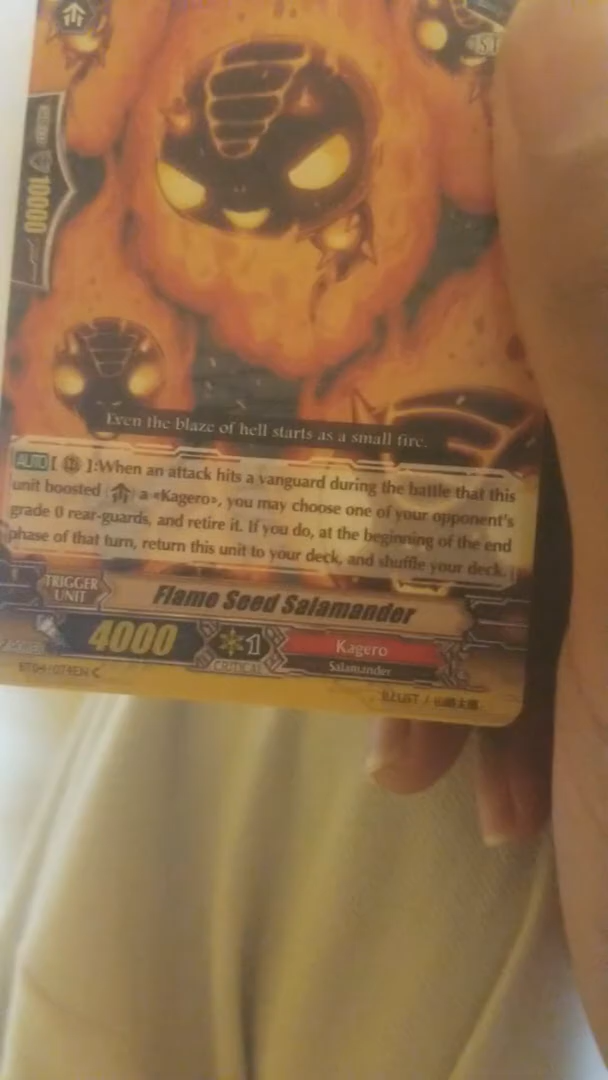 10000
Even the blaze of hell starts as a small fire.
AUTO [ ]:When an attack hits a vanguard during the battle that this
unit boosted a «Kagero», you may choose one of your opponent's
grade 0 rear-guards, and retire it. If you do, at the beginning of the end
phase of that turn, return this unit to your deck, and shuffle your deck.
TRIGGER
UNIT
Flame Seed Salamander
4000
1
CRITICAL
Kagero
Salamander
ILLUST /